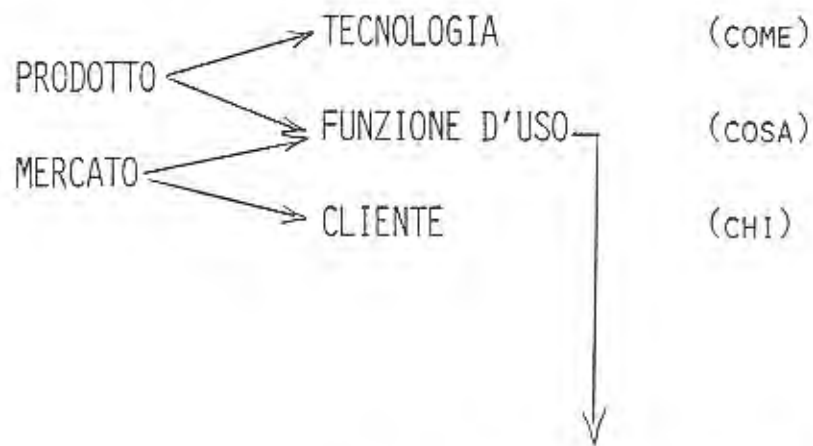 TECNOLOGIA (COME)
PRODOTTO
FUNZIONE D'USO (COSA)
MERCATO
CLIENTE (CHI)